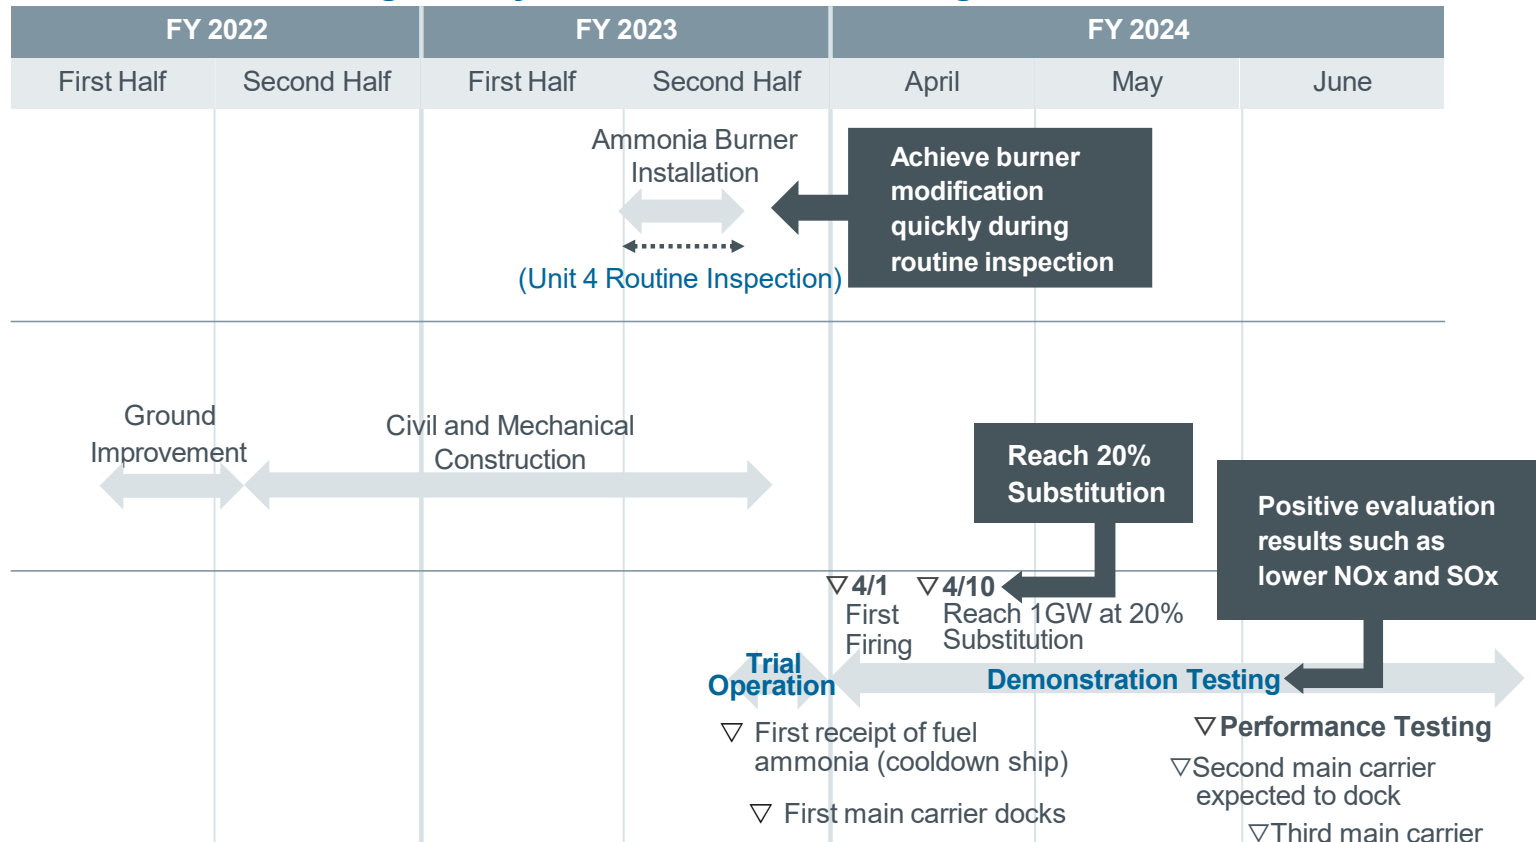 FY 2022
FY 2023
FY 2024
First Half
Second Half
First Half
Second Half
April
May
June
Ammonia Burner
Installation
(Unit 4 Routine Inspection)
Achieve burner
modification
quickly during
routine inspection
Ground
Improvement
Civil and Mechanical
Construction
Reach 20%
Substitution
Positive evaluation
results such as
lower NOx and SOx
▽4/1
First
Firing
▽4/10
Reach 1GW at 20%
Substitution
Trial
Operation
Demonstration Testing
▽ First receipt of fuel
ammonia (cooldown ship)
▽ First main carrier docks
▽Performance Testing
▽Second main carrier
expected to dock
▽Third main carrier